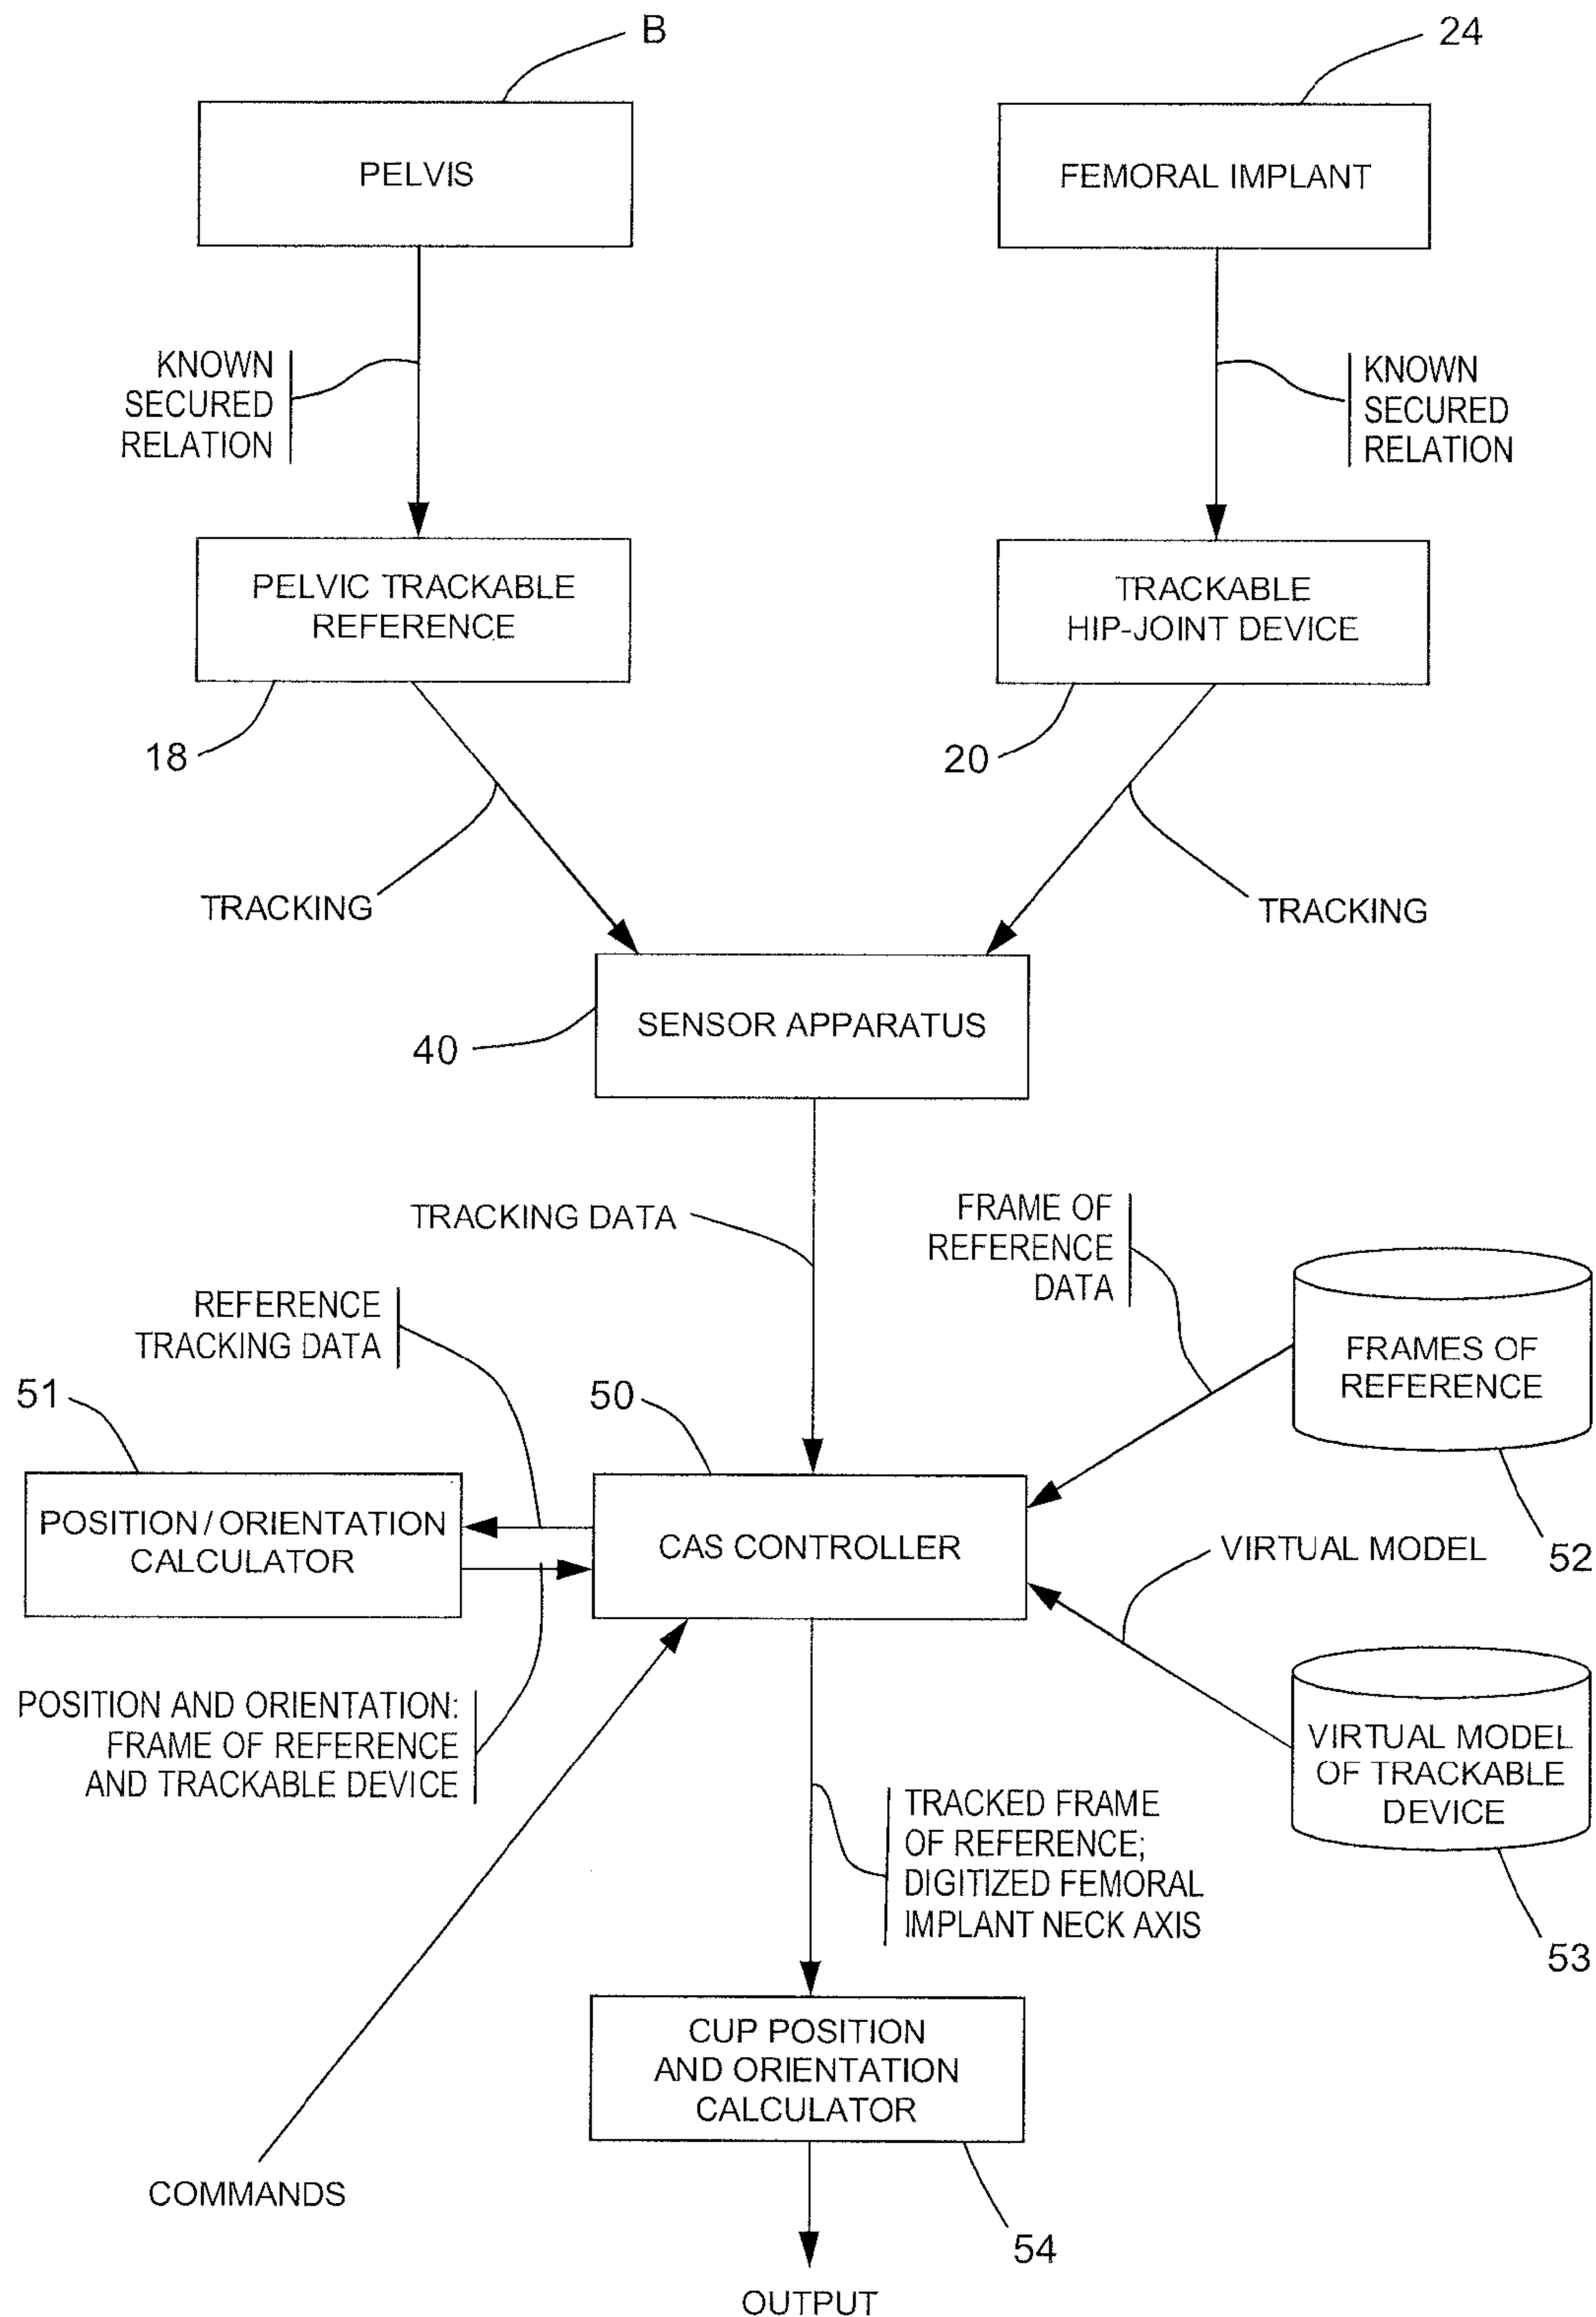 B
24
PELVIS
FEMORAL IMPLANT
KNOWN
SECURED
RELATION
KNOWN
SECURED
RELATION
PELVIC TRACKABLE
REFERENCE
TRACKABLE
HIP-JOINT DEVICE
18
20
TRACKING
TRACKING
SENSOR APPARATUS
40
TRACKING DATA
FRAME OF
REFERENCE
DATA
REFERENCE
TRACKING DATA
FRAMES OF
REFERENCE
51
50
52
POSITION/ORIENTATION
CALCULATOR
CAS CONTROLLER
VIRTUAL MODEL
POSITION AND ORIENTATION:
FRAME OF REFERENCE
AND TRACKABLE DEVICE
VIRTUAL MODEL
OF TRACKABLE
DEVICE
53
TRACKED FRAME
OF REFERENCE;
DIGITIZED FEMORAL
IMPLANT NECK AXIS
CUP POSITION
AND ORIENTATION
CALCULATOR
COMMANDS
54
OUTPUT